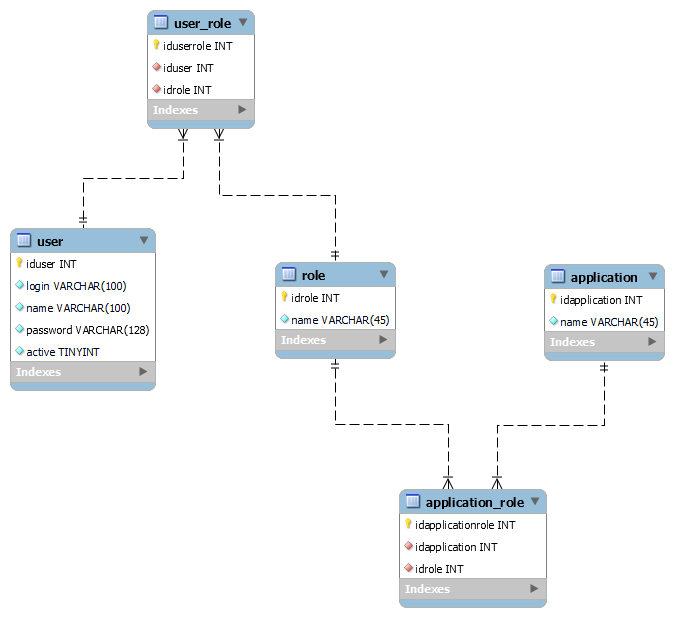 user_role
iduserrole INT
iduser INT
idrole INT
Indexes
user
iduser INT
login VARCHAR(100)
name VARCHAR(100)
password VARCHAR(128)
active TINYINT
Indexes
role
idrole INT
name VARCHAR(45)
Indexes
application
idapplication INT
name VARCHAR(45)
Indexes
application_role
idapplicationrole INT
idapplication INT
idrole INT
Indexes